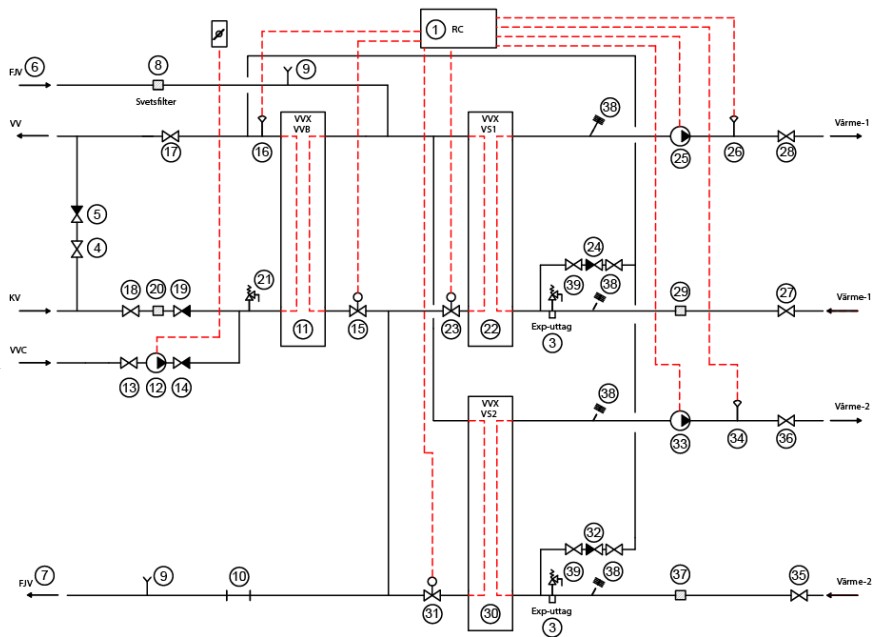 1 RC
FJV 6
8
9
Svetsfilter
VV
VVX
VVB
VVX
VS1
38
Värme-1
17
16
25
26
28
5
4
21
24
KV
18
20
19
39
38
29
27
Värme-1
11
15
23
22
Exp-uttag
3
VVC
13
12
14
VVX
VS2
38
Värme-2
33
34
36
32
FJV 7
9
10
39
38
37
35
Värme-2
31
30
Exp-uttag
3